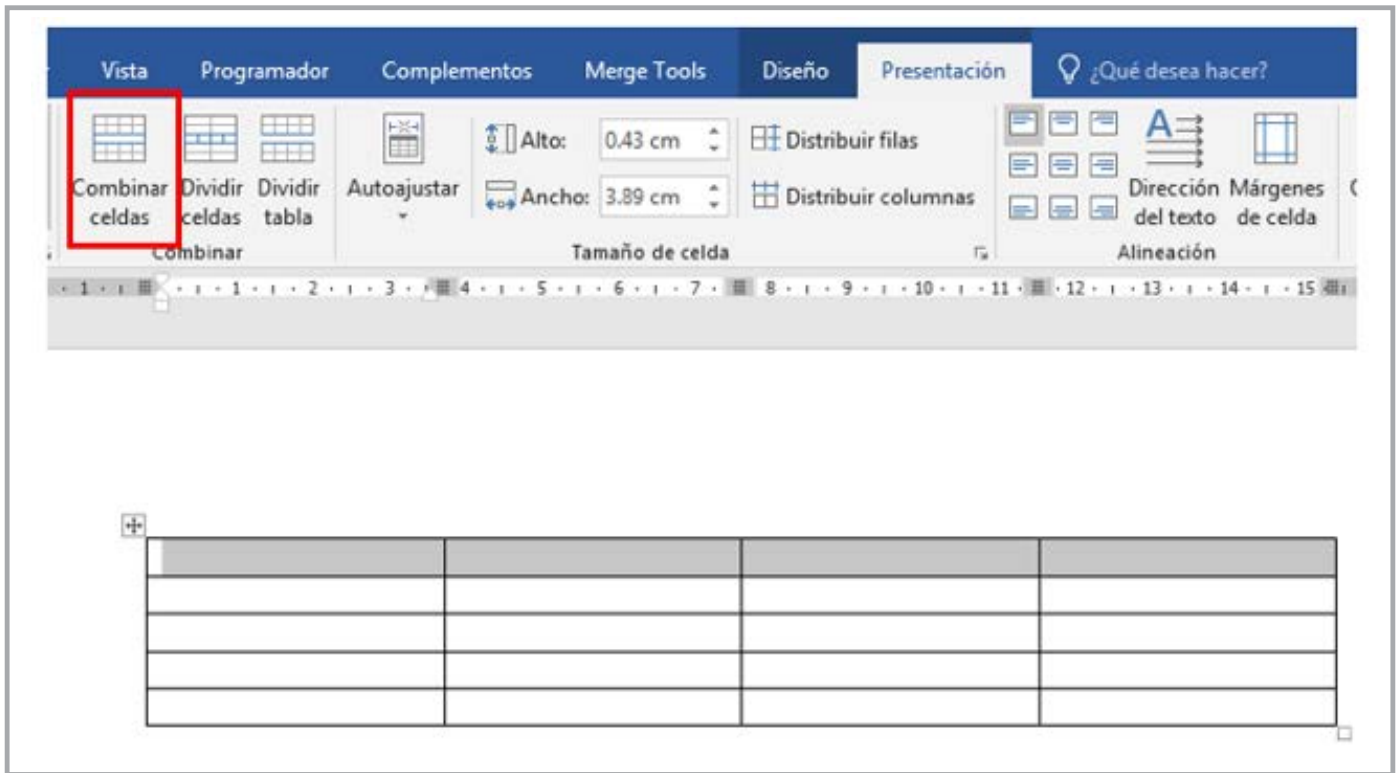 Vista Programador Complementos Merge Tools Diseño Presentación ¿Qué desea hacer?
Combinar celdas
Dividir celdas
Dividir tabla
Combinar
Autoajustar
Alto: 0.43 cm
Ancho: 3.89 cm
Distribuir filas
Distribuir columnas
Tamaño de celda
Dirección del texto
Márgenes de celda
Alineación
1 1 2 3 4 5 6 7 8 9 10 11 12 13 14 15